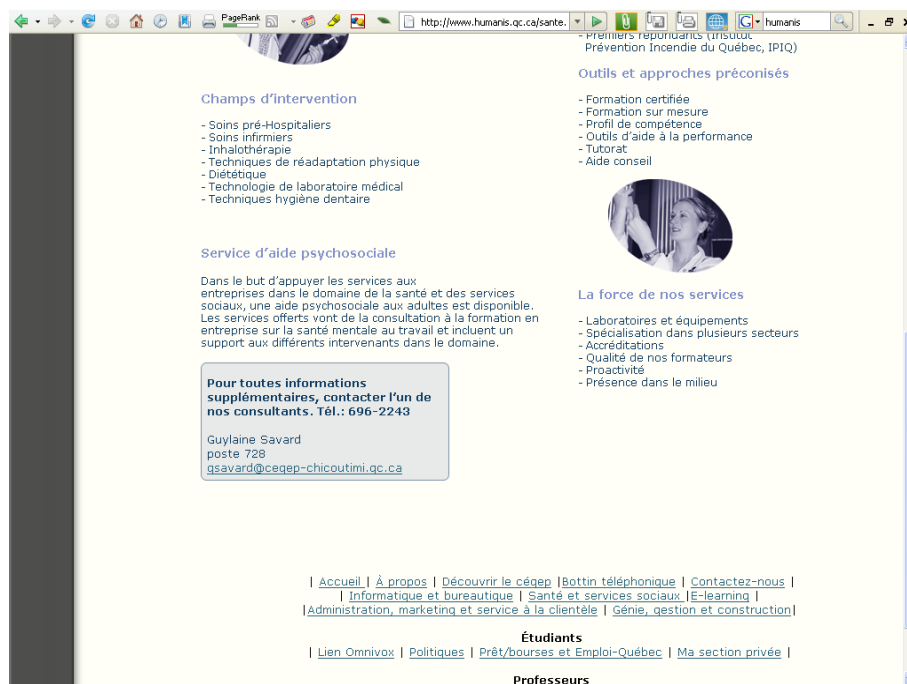 PageRank
http://www.humanis.qc.ca/sante.
G
humanis
- Premiers répondants (Institut
Prévention Incendie du Québec, IPIQ)
Outils et approches préconisés
- Formation certifiée
- Formation sur mesure
- Profil de compétence
- Outils d'aide à la performance
- Tutorat
- Aide conseil
Champs d'intervention
- Soins pré-Hospitaliers
- Soins infirmiers
- Inhalothérapie
- Techniques de réadaptation physique
- Diététique
- Technologie de laboratoire médical
- Techniques hygiène dentaire
Service d'aide psychosociale
Dans le but d'appuyer les services aux
entreprises dans le domaine de la santé et des services
sociaux, une aide psychosociale aux adultes est disponible.
Les services offerts vont de la consultation à la formation en
entreprise sur la santé mentale au travail et incluent un
support aux différents intervenants dans le domaine.
La force de nos services
- Laboratoires et équipements
- Spécialisation dans plusieurs secteurs
- Accréditations
- Qualité de nos formateurs
- Proactivité
- Présence dans le milieu
Pour toutes informations
supplémentaires, contacter l'un de
nos consultants. Tél.: 696-2243
Guylaine Savard
poste 728
gsavard@cegep-chicoutimi.qc.ca
| Accueil | À propos | Découvrir le cégep |Bottin téléphonique | Contactez-nous |
| Informatique et bureautique | Santé et services sociaux |E-learning |
|Administration, marketing et service à la clientèle | Génie, gestion et construction|
Étudiants
| Lien Omnivox | Politiques | Prêt/bourses et Emploi-Québec | Ma section privée |
Professeurs